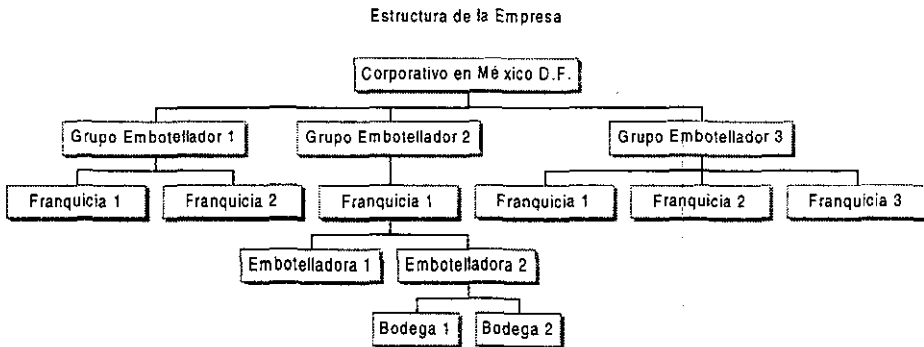 Estructura de la Empresa
Corporativo en México D.F.
Grupo Embotellador 1
Grupo Embotellador 2
Grupo Embotellador 3
Franquicia 1
Franquicia 2
Franquicia 1
Franquicia 1
Franquicia 2
Franquicia 3
Embotelladora 1
Embotelladora 2
Bodega 1
Bodega 2